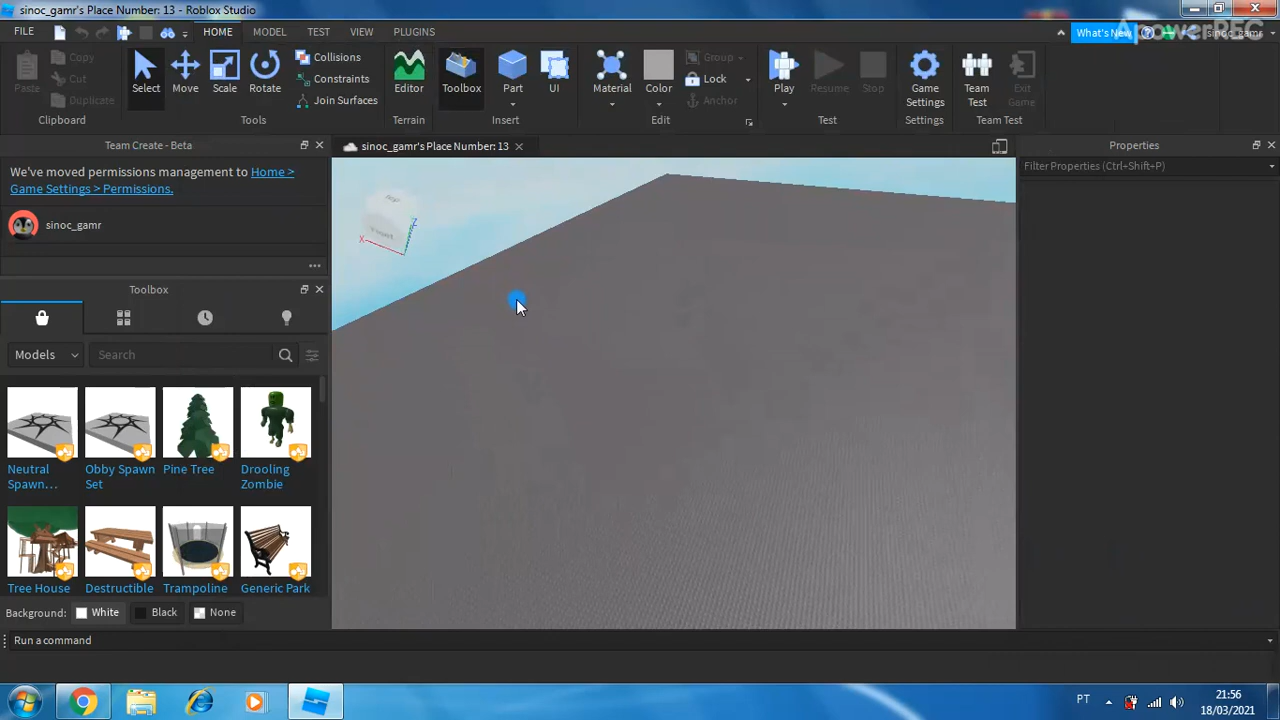 sinoc_gamr's Place Number: 13 - Roblox Studio
FILE HOME MODEL TEST VIEW PLUGINS What's New sinoc_gamr
ApowerREC
Paste Copy Cut Duplicate Select Move Scale Rotate Collisions Constraints Join Surfaces Editor Toolbox Part UI Material Color Group Lock Anchor Play Resume Stop Game Settings Team Test Exit Game
Clipboard Tools Terrain Insert Edit Test Settings Team Test
Team Create - Beta
sinoc_gamr's Place Number: 13
Properties
We've moved permissions management to Home >
Game Settings > Permissions.
Filter Properties (Ctrl+Shift+P)
sinoc_gamr
Top
X
Z
Toolbox
Models Search
Neutral Spawn...
Obby Spawn Set
Pine Tree
Drooling Zombie
Tree House
Destructible
Trampoline
Generic Park
Background: White Black None
Run a command
PT
21:56
18/03/2021